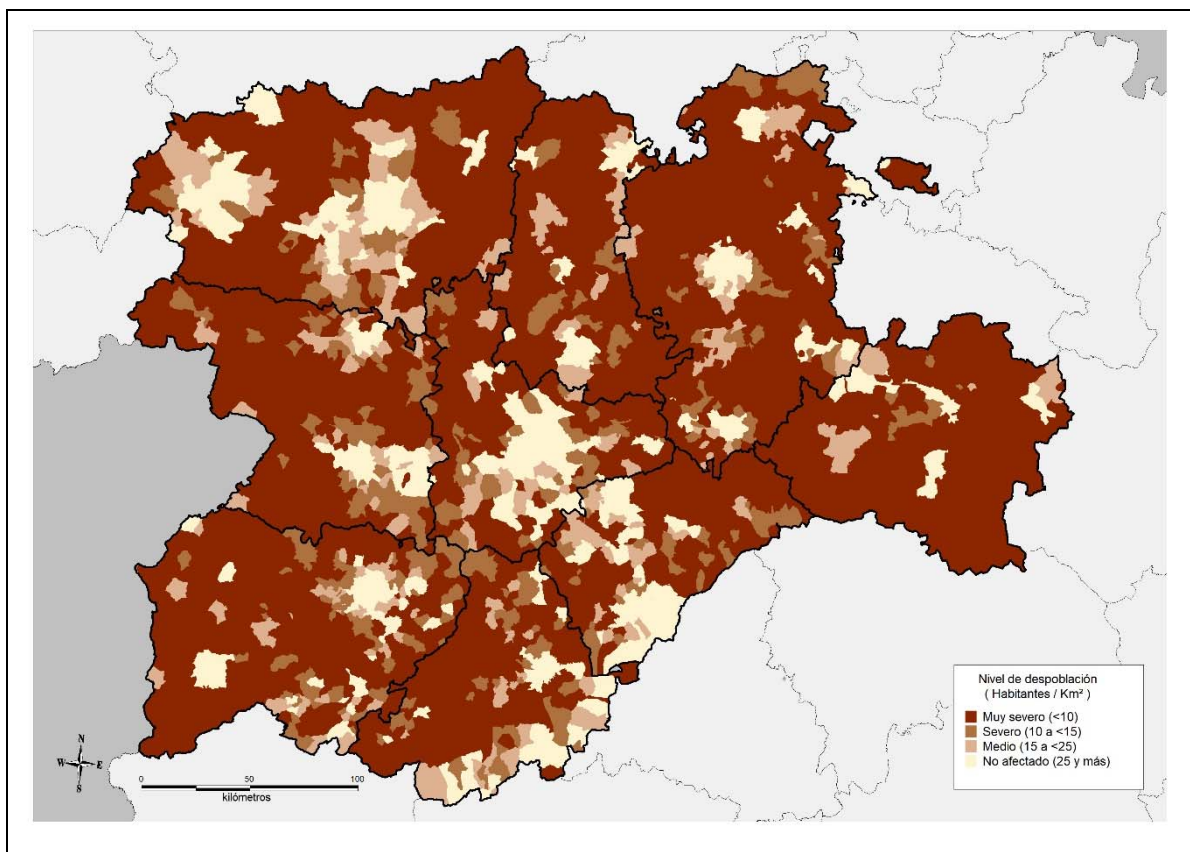 Nivel de despoblación
( Habitantes / Km² )
Muy severo (<10)
Severo (10 a <15)
Medio (15 a <25)
No afectado (25 y más)
N
W E
S
0 50 100
kilómetros